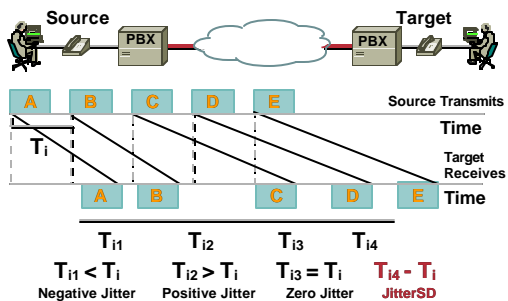 Source
Target
PBX
PBX
A B C D E
Source Transmits
Time
Ti
Target
Receives
A B C D E
Time
Ti1 Ti2 Ti3 Ti4
Ti1 < Ti Ti2 > Ti Ti3 = Ti Ti4 - Ti
Negative Jitter Positive Jitter Zero Jitter JitterSD